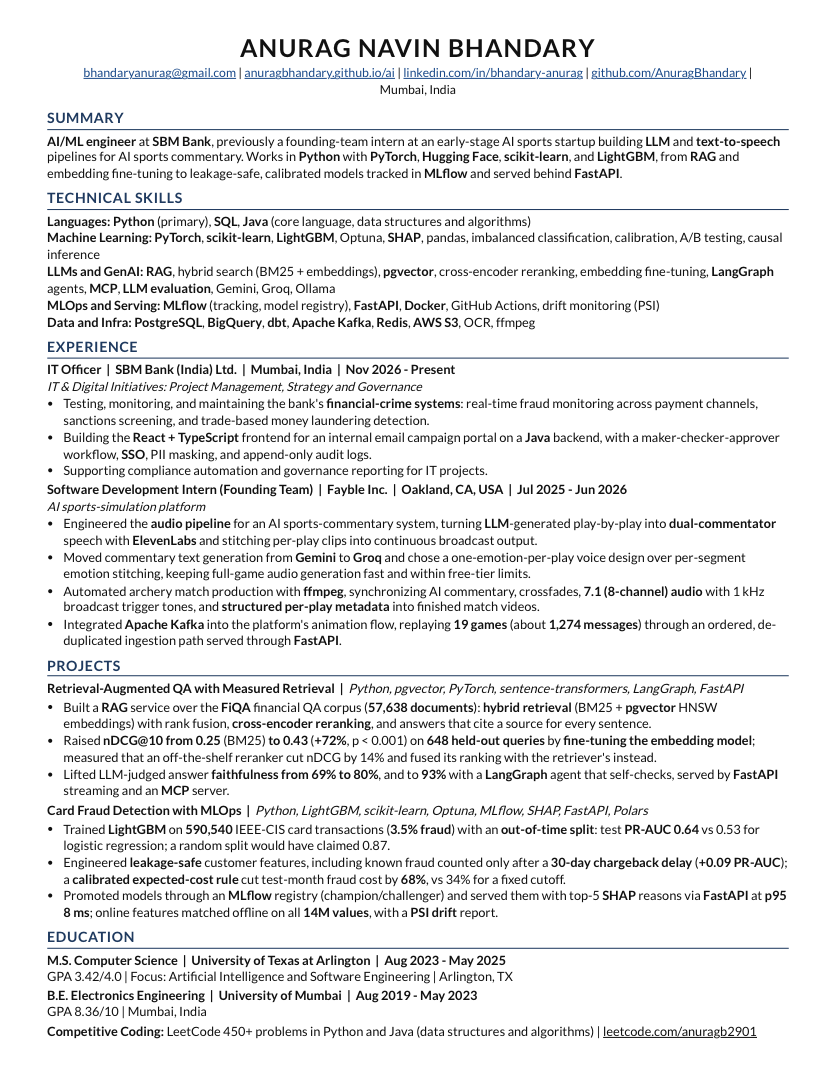 ANURAG NAVIN BHANDARY
bhandaryanurag@gmail.com | anuragbhandary.github.io/ai | linkedin.com/in/bhandary-anurag | github.com/AnuragBhandary |
Mumbai, India
SUMMARY
AI/ML engineer at SBM Bank, previously a founding-team intern at an early-stage AI sports startup building LLM and text-to-speech
pipelines for AI sports commentary. Works in Python with PyTorch, Hugging Face, scikit-learn, and LightGBM, from RAG and
embedding fine-tuning to leakage-safe, calibrated models tracked in MLflow and served behind FastAPI.
TECHNICAL SKILLS
Languages: Python (primary), SQL, Java (core language, data structures and algorithms)
Machine Learning: PyTorch, scikit-learn, LightGBM, Optuna, SHAP, pandas, imbalanced classification, calibration, A/B testing, causal
inference
LLMs and GenAI: RAG, hybrid search (BM25 + embeddings), pgvector, cross-encoder reranking, embedding fine-tuning, LangGraph
agents, MCP, LLM evaluation, Gemini, Groq, Ollama
MLOps and Serving: MLflow (tracking, model registry), FastAPI, Docker, GitHub Actions, drift monitoring (PSI)
Data and Infra: PostgreSQL, BigQuery, dbt, Apache Kafka, Redis, AWS S3, OCR, ffmpeg
EXPERIENCE
IT Officer | SBM Bank (India) Ltd. | Mumbai, India | Nov 2026 - Present
IT & Digital Initiatives: Project Management, Strategy and Governance
• Testing, monitoring, and maintaining the bank's financial-crime systems: real-time fraud monitoring across payment channels,
sanctions screening, and trade-based money laundering detection.
• Building the React + TypeScript frontend for an internal email campaign portal on a Java backend, with a maker-checker-approver
workflow, SSO, PII masking, and append-only audit logs.
• Supporting compliance automation and governance reporting for IT projects.
Software Development Intern (Founding Team) | Fayble Inc. | Oakland, CA, USA | Jul 2025 - Jun 2026
AI sports-simulation platform
• Engineered the audio pipeline for an AI sports-commentary system, turning LLM-generated play-by-play into dual-commentator
speech with ElevenLabs and stitching per-play clips into continuous broadcast output.
• Moved commentary text generation from Gemini to Groq and chose a one-emotion-per-play voice design over per-segment
emotion stitching, keeping full-game audio generation fast and within free-tier limits.
• Automated archery match production with ffmpeg, synchronizing AI commentary, crossfades, 7.1 (8-channel) audio with 1 kHz
broadcast trigger tones, and structured per-play metadata into finished match videos.
• Integrated Apache Kafka into the platform's animation flow, replaying 19 games (about 1,274 messages) through an ordered, de-
duplicated ingestion path served through FastAPI.
PROJECTS
Retrieval-Augmented QA with Measured Retrieval | Python, pgvector, PyTorch, sentence-transformers, LangGraph, FastAPI
• Built a RAG service over the FiQA financial QA corpus (57,638 documents): hybrid retrieval (BM25 + pgvector HNSW
embeddings) with rank fusion, cross-encoder reranking, and answers that cite a source for every sentence.
• Raised nDCG@10 from 0.25 (BM25) to 0.43 (+72%, p < 0.001) on 648 held-out queries by fine-tuning the embedding model;
measured that an off-the-shelf reranker cut nDCG by 14% and fused its ranking with the retriever's instead.
• Lifted LLM-judged answer faithfulness from 69% to 80%, and to 93% with a LangGraph agent that self-checks, served by FastAPI
streaming and an MCP server.
Card Fraud Detection with MLOps | Python, LightGBM, scikit-learn, Optuna, MLflow, SHAP, FastAPI, Polars
• Trained LightGBM on 590,540 IEEE-CIS card transactions (3.5% fraud) with an out-of-time split: test PR-AUC 0.64 vs 0.53 for
logistic regression; a random split would have claimed 0.87.
• Engineered leakage-safe customer features, including known fraud counted only after a 30-day chargeback delay (+0.09 PR-AUC);
a calibrated expected-cost rule cut test-month fraud cost by 68%, vs 34% for a fixed cutoff.
• Promoted models through an MLflow registry (champion/challenger) and served them with top-5 SHAP reasons via FastAPI at p95
8 ms; online features matched offline on all 14M values, with a PSI drift report.
EDUCATION
M.S. Computer Science | University of Texas at Arlington | Aug 2023 - May 2025
GPA 3.42/4.0 | Focus: Artificial Intelligence and Software Engineering | Arlington, TX
B.E. Electronics Engineering | University of Mumbai | Aug 2019 - May 2023
GPA 8.36/10 | Mumbai, India
Competitive Coding: LeetCode 450+ problems in Python and Java (data structures and algorithms) | leetcode.com/anuragb2901